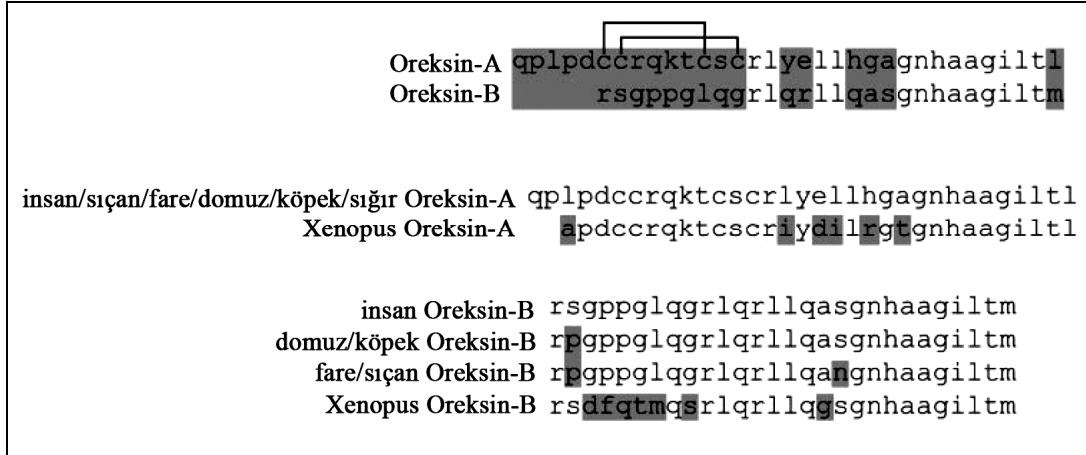 Oreksin-A qplpdccrqktcscrlyellhgagnhaagiltl
Oreksin-B rsgppglqgrlqrllqasgnhaagiltm
insan/sıçan/fare/domuz/köpek/sığır Oreksin-A qplpdccrqktcscrlyellhgagnhaagiltl
Xenopus Oreksin-A apdccrqktcscriydilrgtgnhaagiltl
insan Oreksin-B rsgppglqgrlqrllqasgnhaagiltm
domuz/köpek Oreksin-B rpgppglqgrlqrllqasgnhaagiltm
fare/sıçan Oreksin-B rpgppglqgrlqrllqangnhaagiltm
Xenopus Oreksin-B rsdfqtmqsrlqrllqgsgnhaagiltm